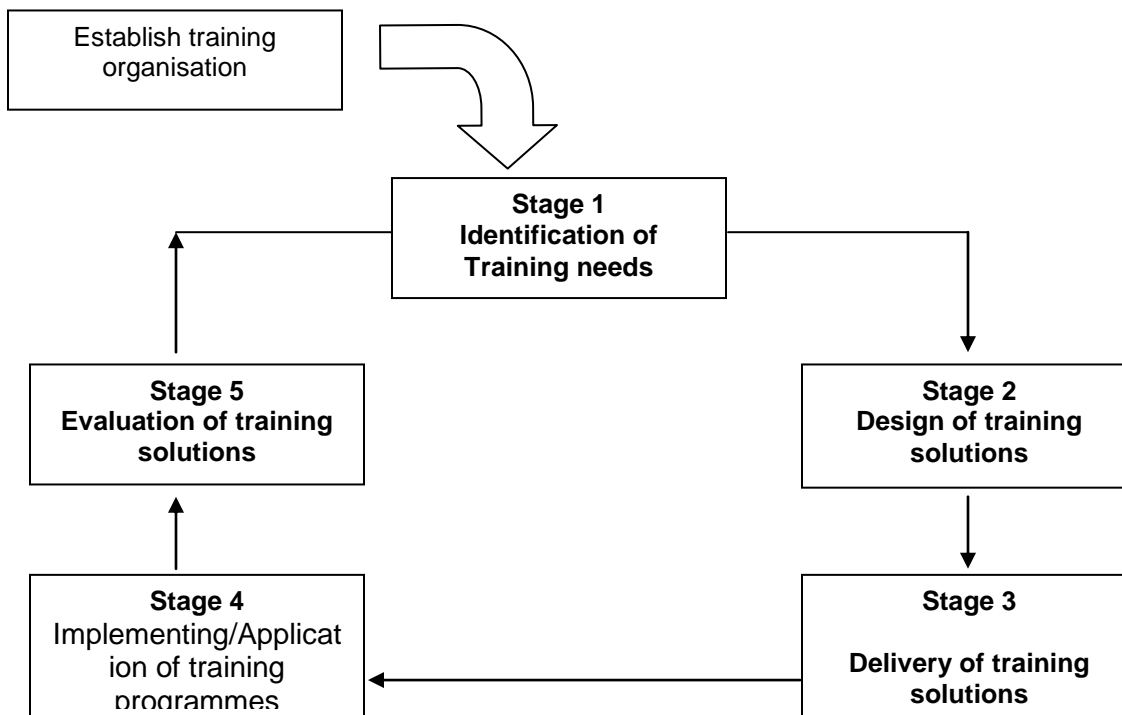 Establish training
organisation
Stage 1
Identification of
Training needs
Stage 2
Design of training
solutions
Stage 3
Delivery of training
solutions
Stage 4
Implementing/Applicat
ion of training
programmes
Stage 5
Evaluation of training
solutions